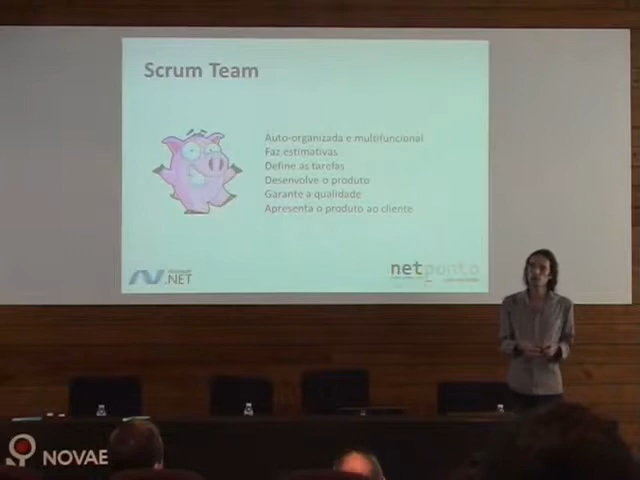 Scrum Team
Auto-organizada e multifuncional
Faz estimativas
Define as tarefas
Desenvolve o produto
Garante a qualidade
Apresenta o produto ao cliente
.NET
netponto
NOVAE